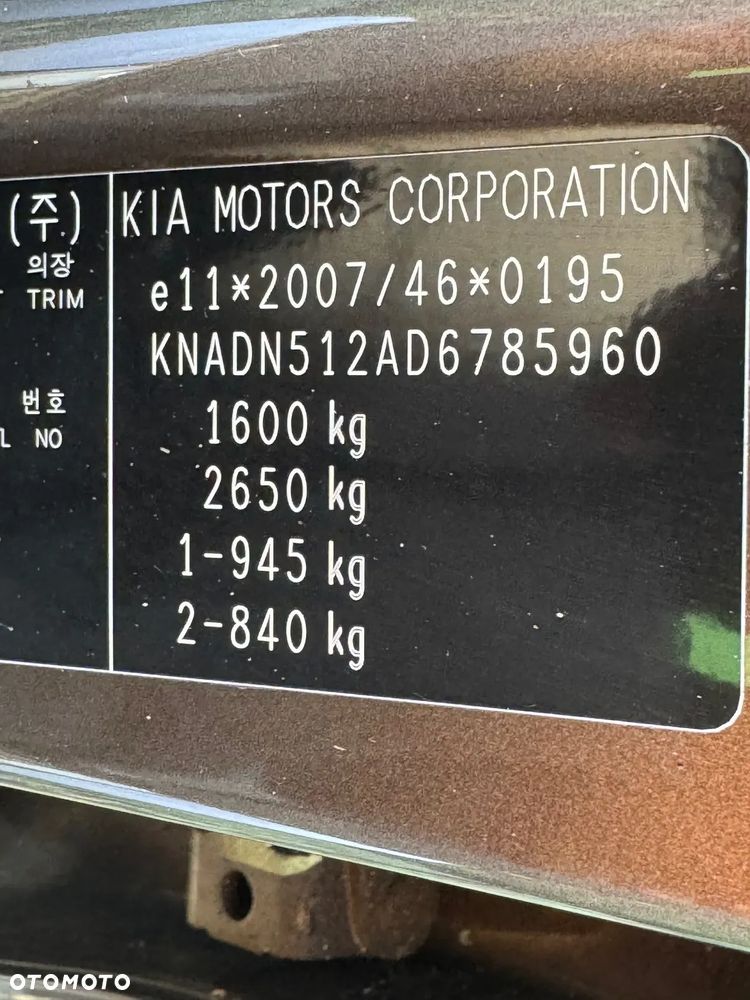 (주)
의장
TRIM
번호
L NO
KIA MOTORS CORPORATION
e11*2007/46*0195
KNADN512AD6785960
1600 kg
2650 kg
1-945 kg
2-840 kg
OTOMOTO